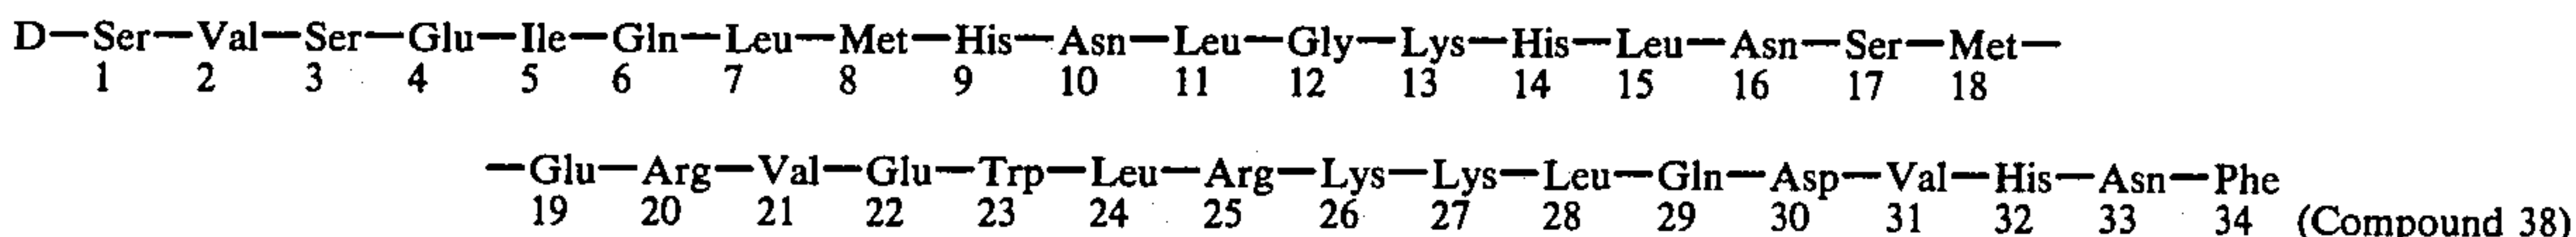 D—Ser—Val—Ser—Glu—Ile—Gln—Leu—Met—His—Asn—Leu—Gly—Lys—His—Leu—Asn—Ser—Met—
1 2 3 4 5 6 7 8 9 10 11 12 13 14 15 16 17 18
—Glu—Arg—Val—Glu—Trp—Leu—Arg—Lys—Lys—Leu—Gln—Asp—Val—His—Asn—Phe
19 20 21 22 23 24 25 26 27 28 29 30 31 32 33 34 (Compound 38)